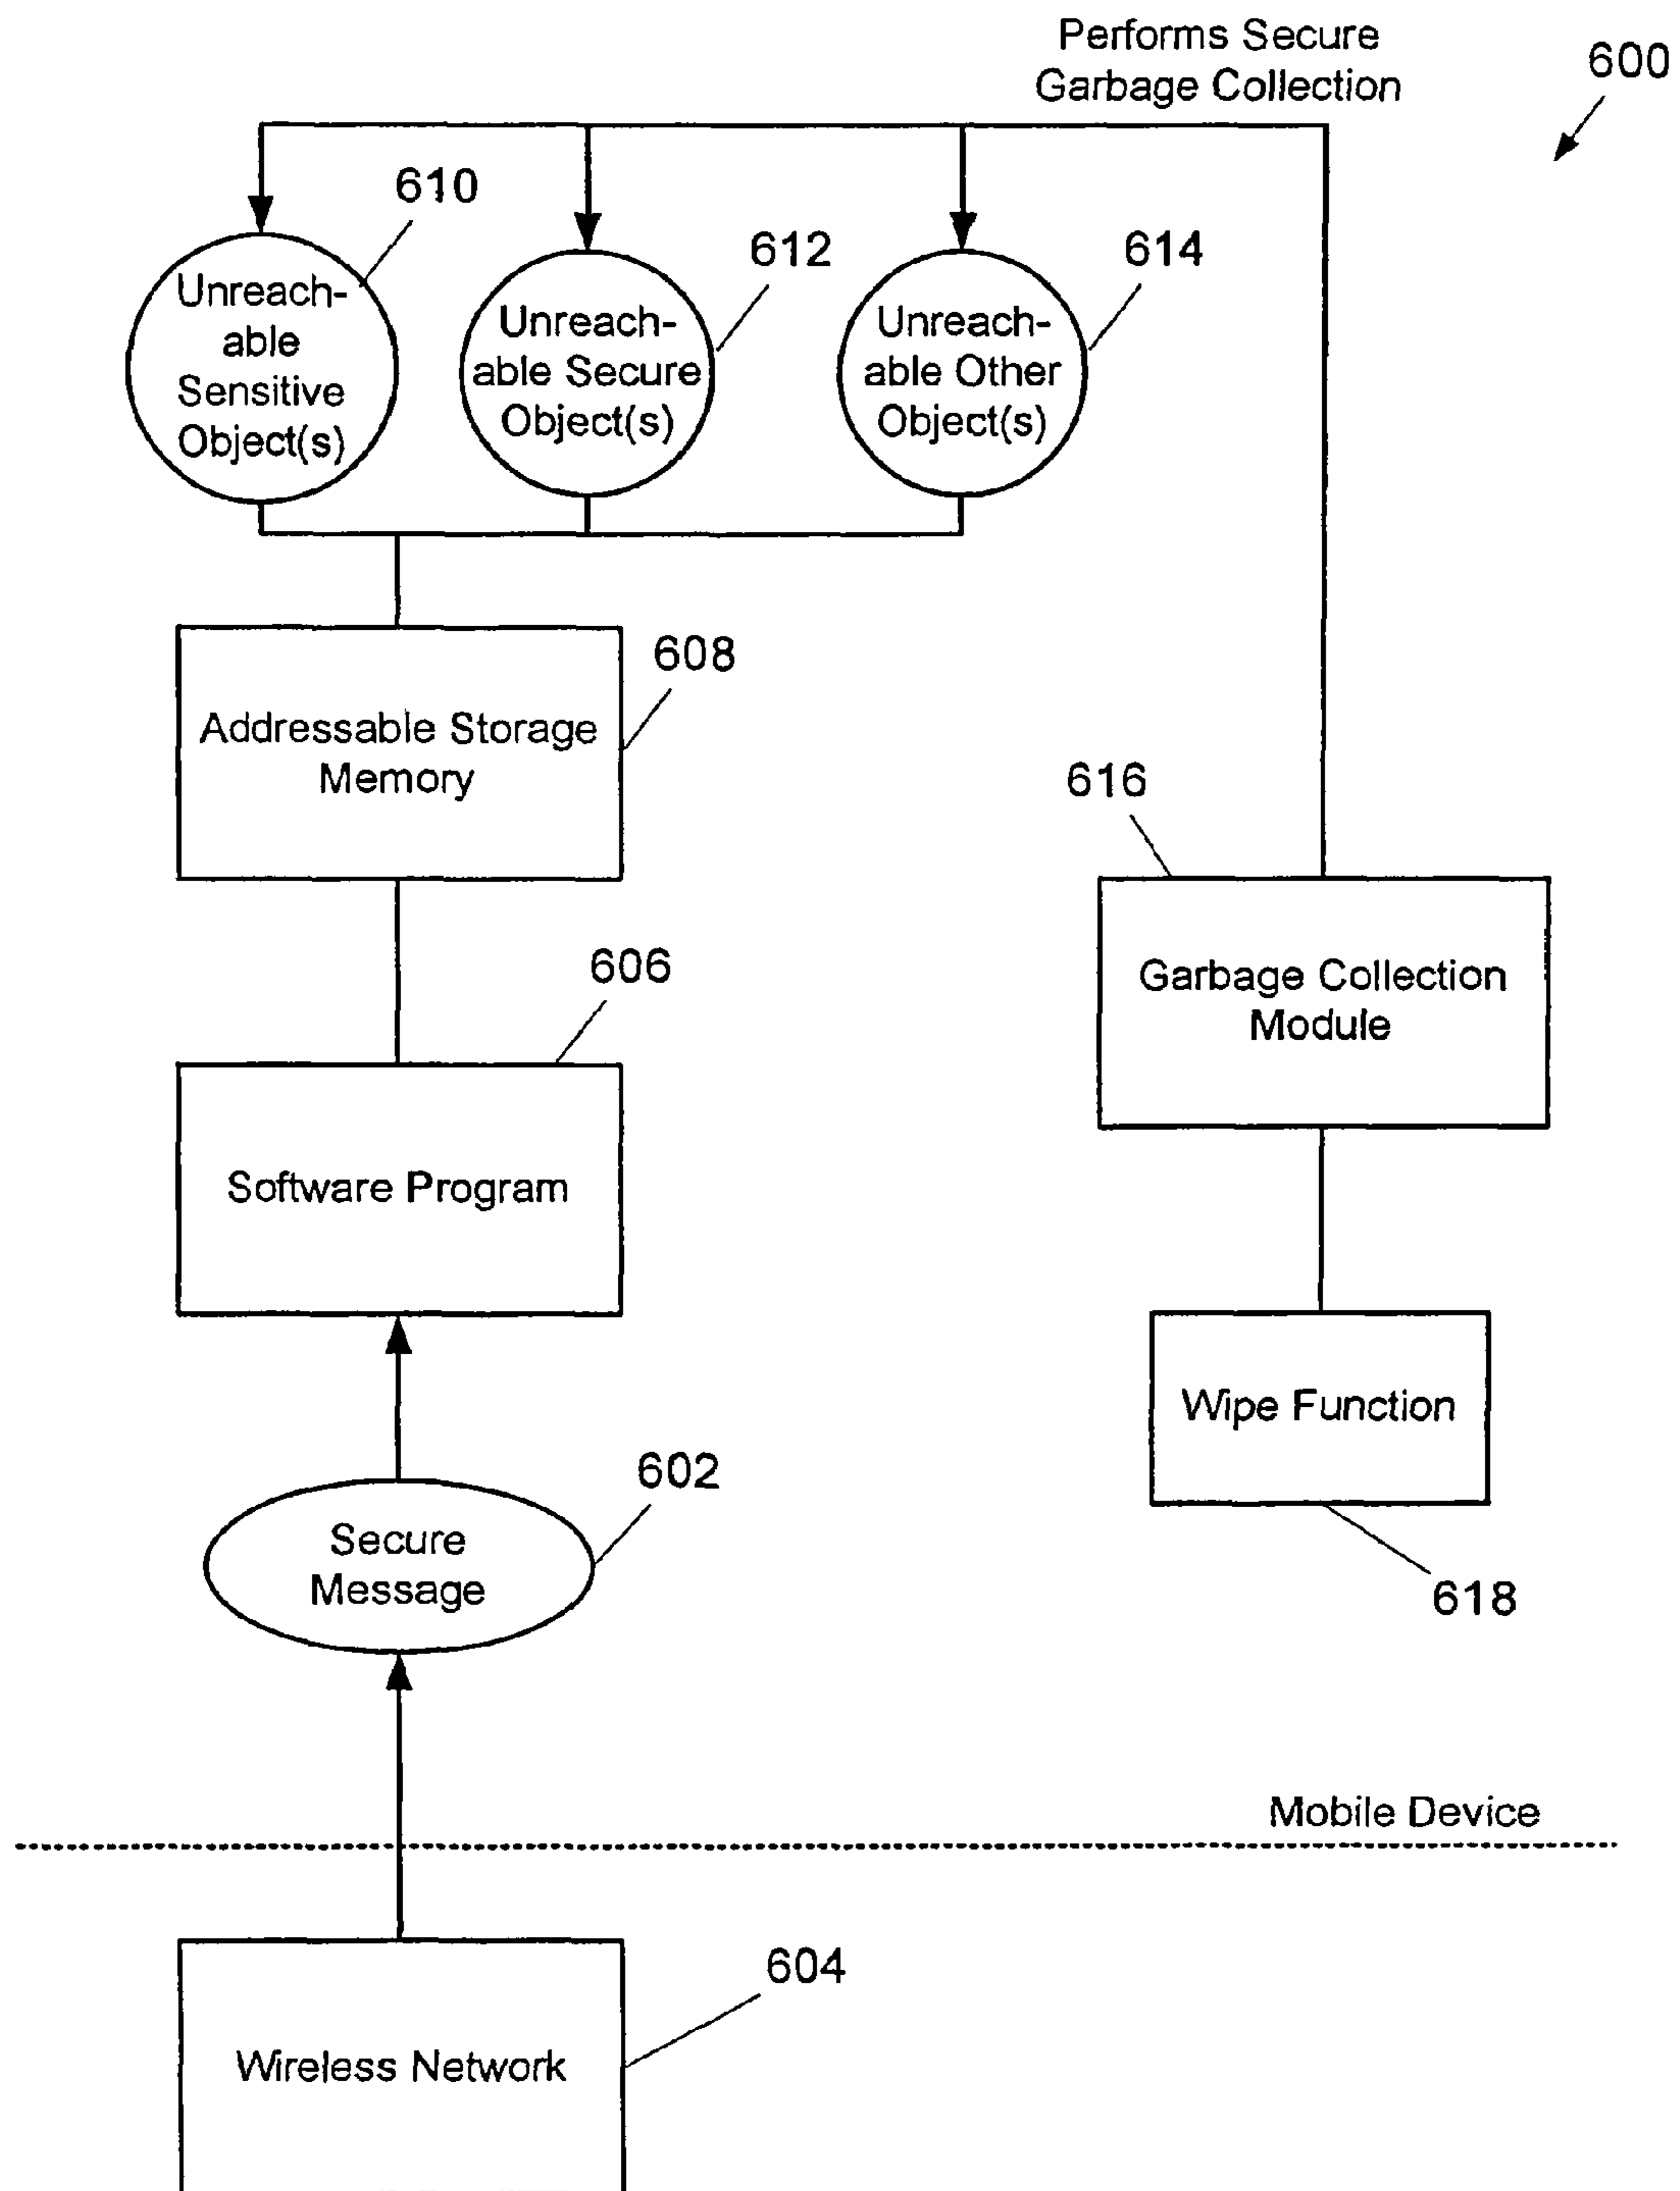 Performs Secure
Garbage Collection
600
610
612
614
Unreach-
able
Sensitive
Object(s)
Unreach-
able Secure
Object(s)
Unreach-
able Other
Object(s)
608
Addressable Storage
Memory
616
Garbage Collection
Module
606
Software Program
Wipe Function
618
602
Secure
Message
Mobile Device
604
Wireless Network